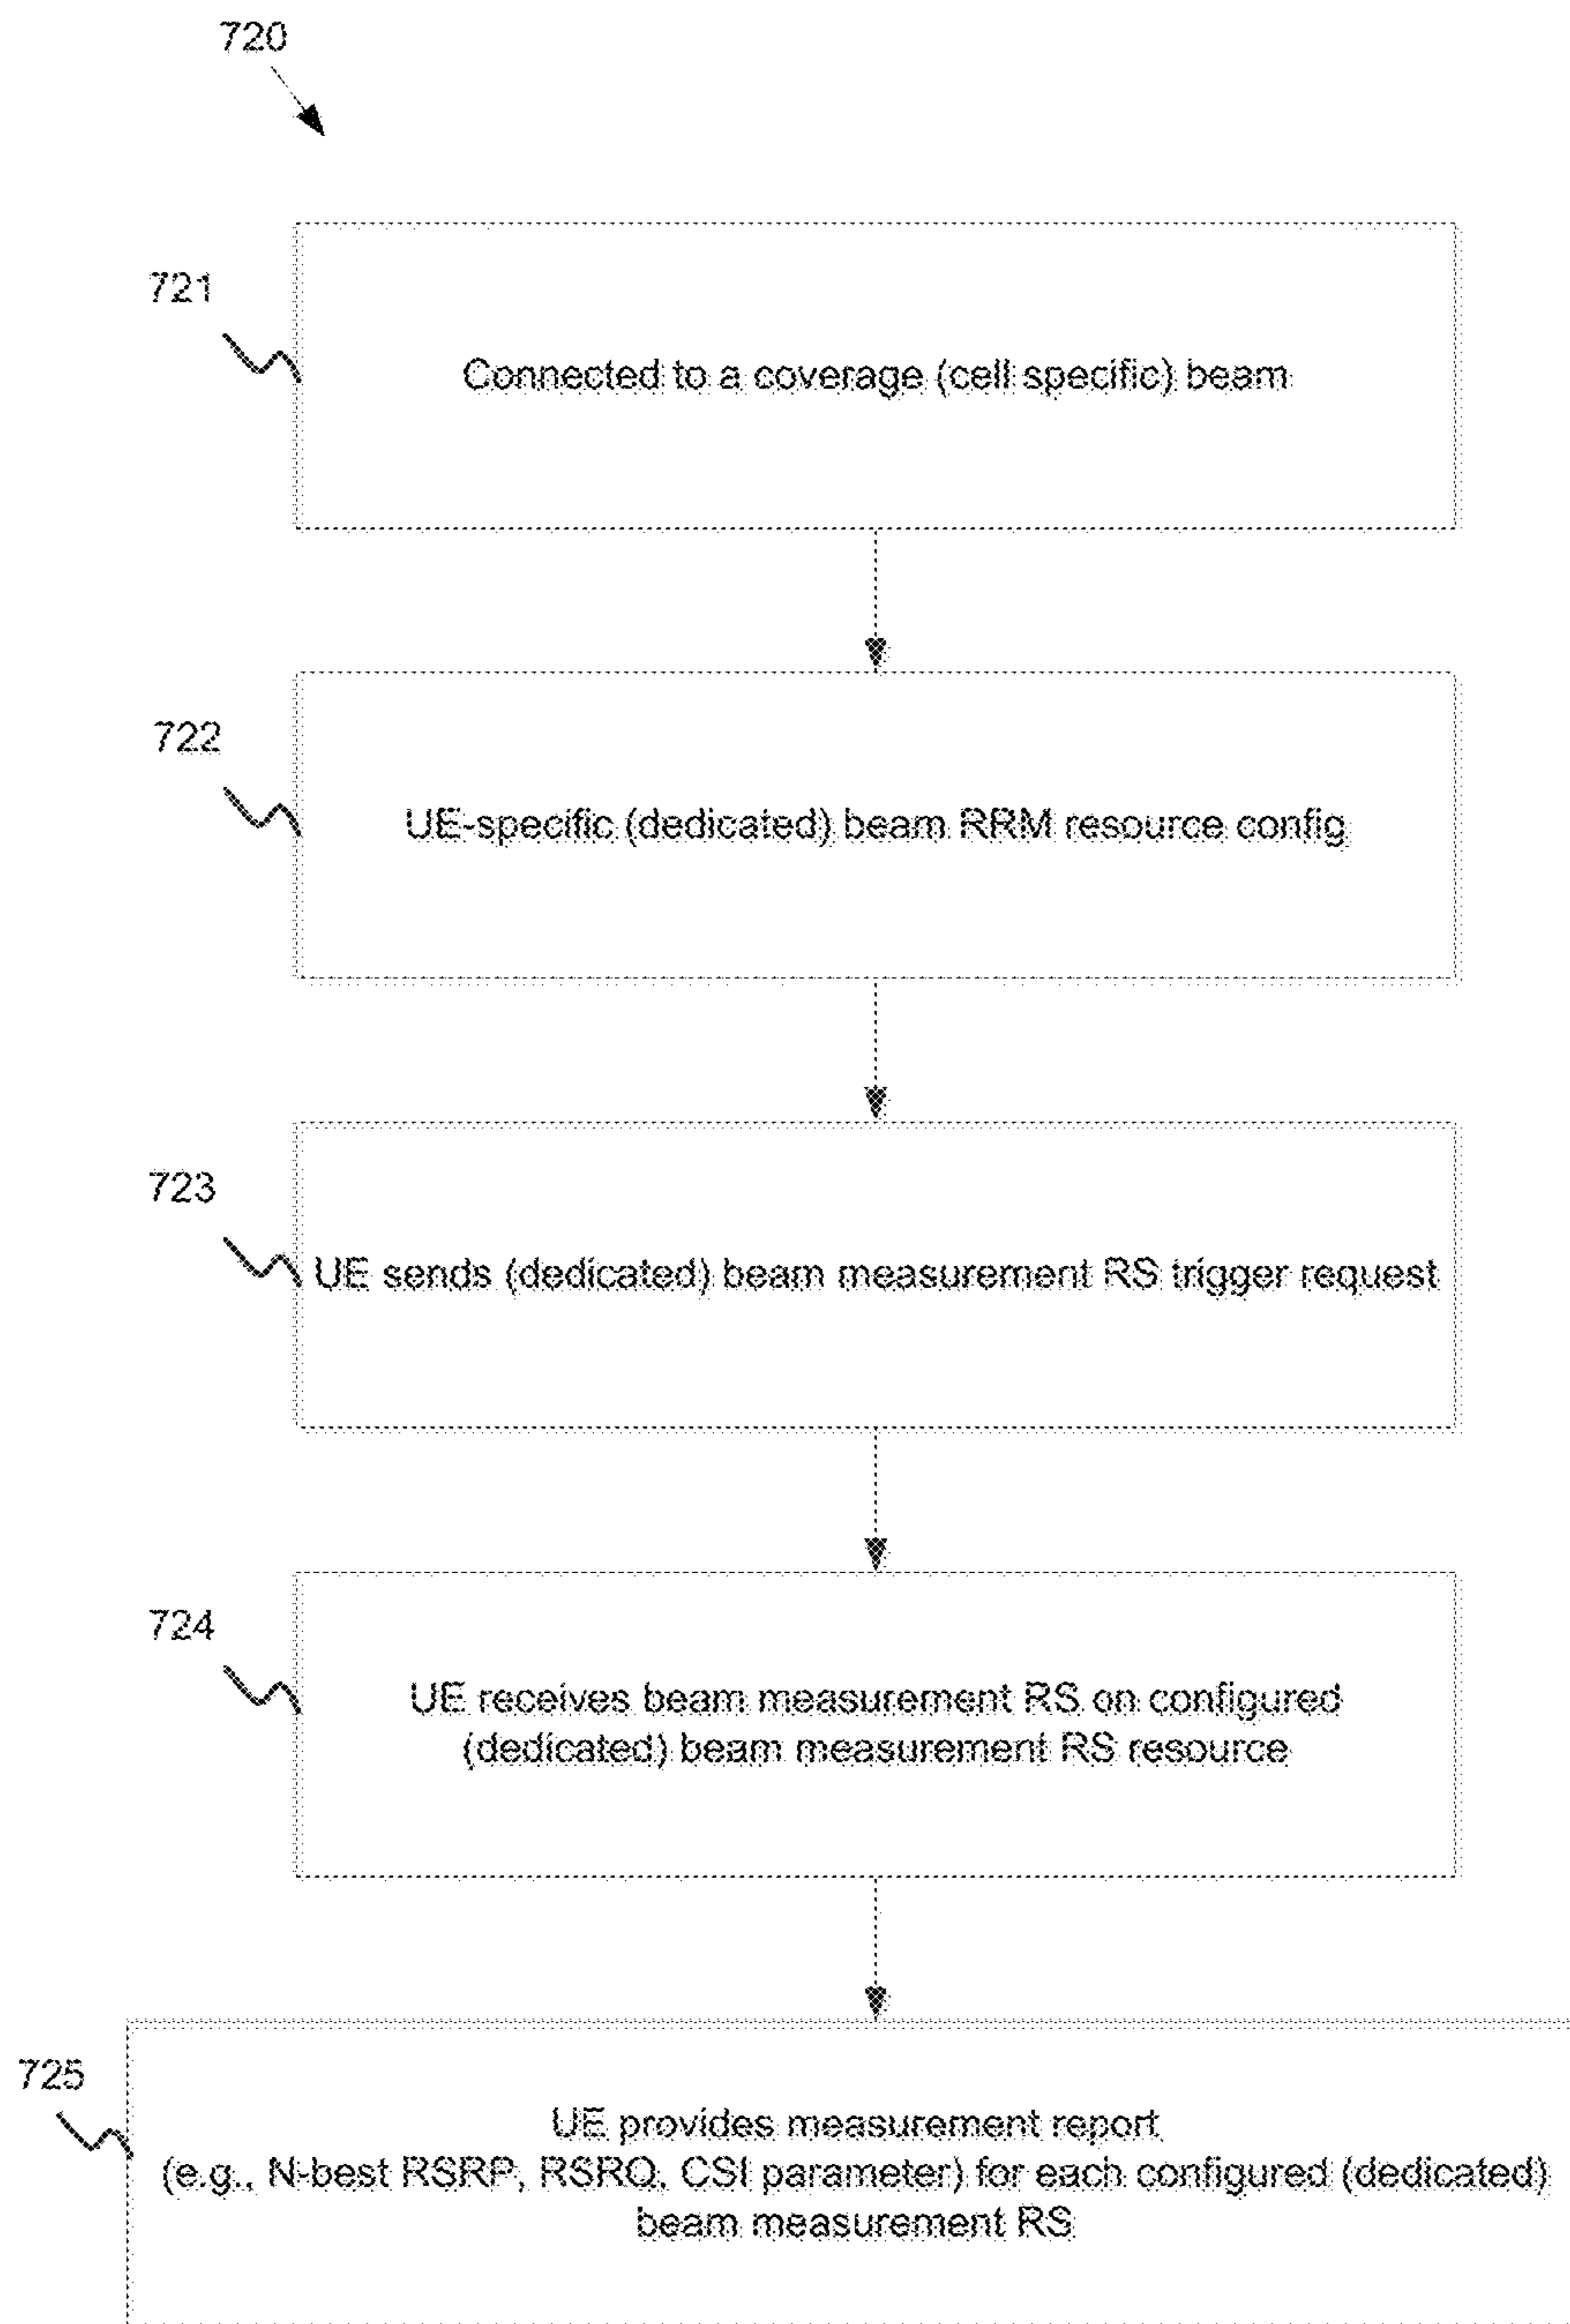 720
721
Connected to a coverage (cell specific) beam
722
UE-specific (dedicated) beam RRM resource config
723
UE sends (dedicated) beam measurement RS trigger request
724
UE receives beam measurement RS on configured
(dedicated) beam measurement RS resource
725
UE provides measurement report
(e.g., N-best RSRP, RSRQ, CSI parameter) for each configured (dedicated)
beam measurement RS